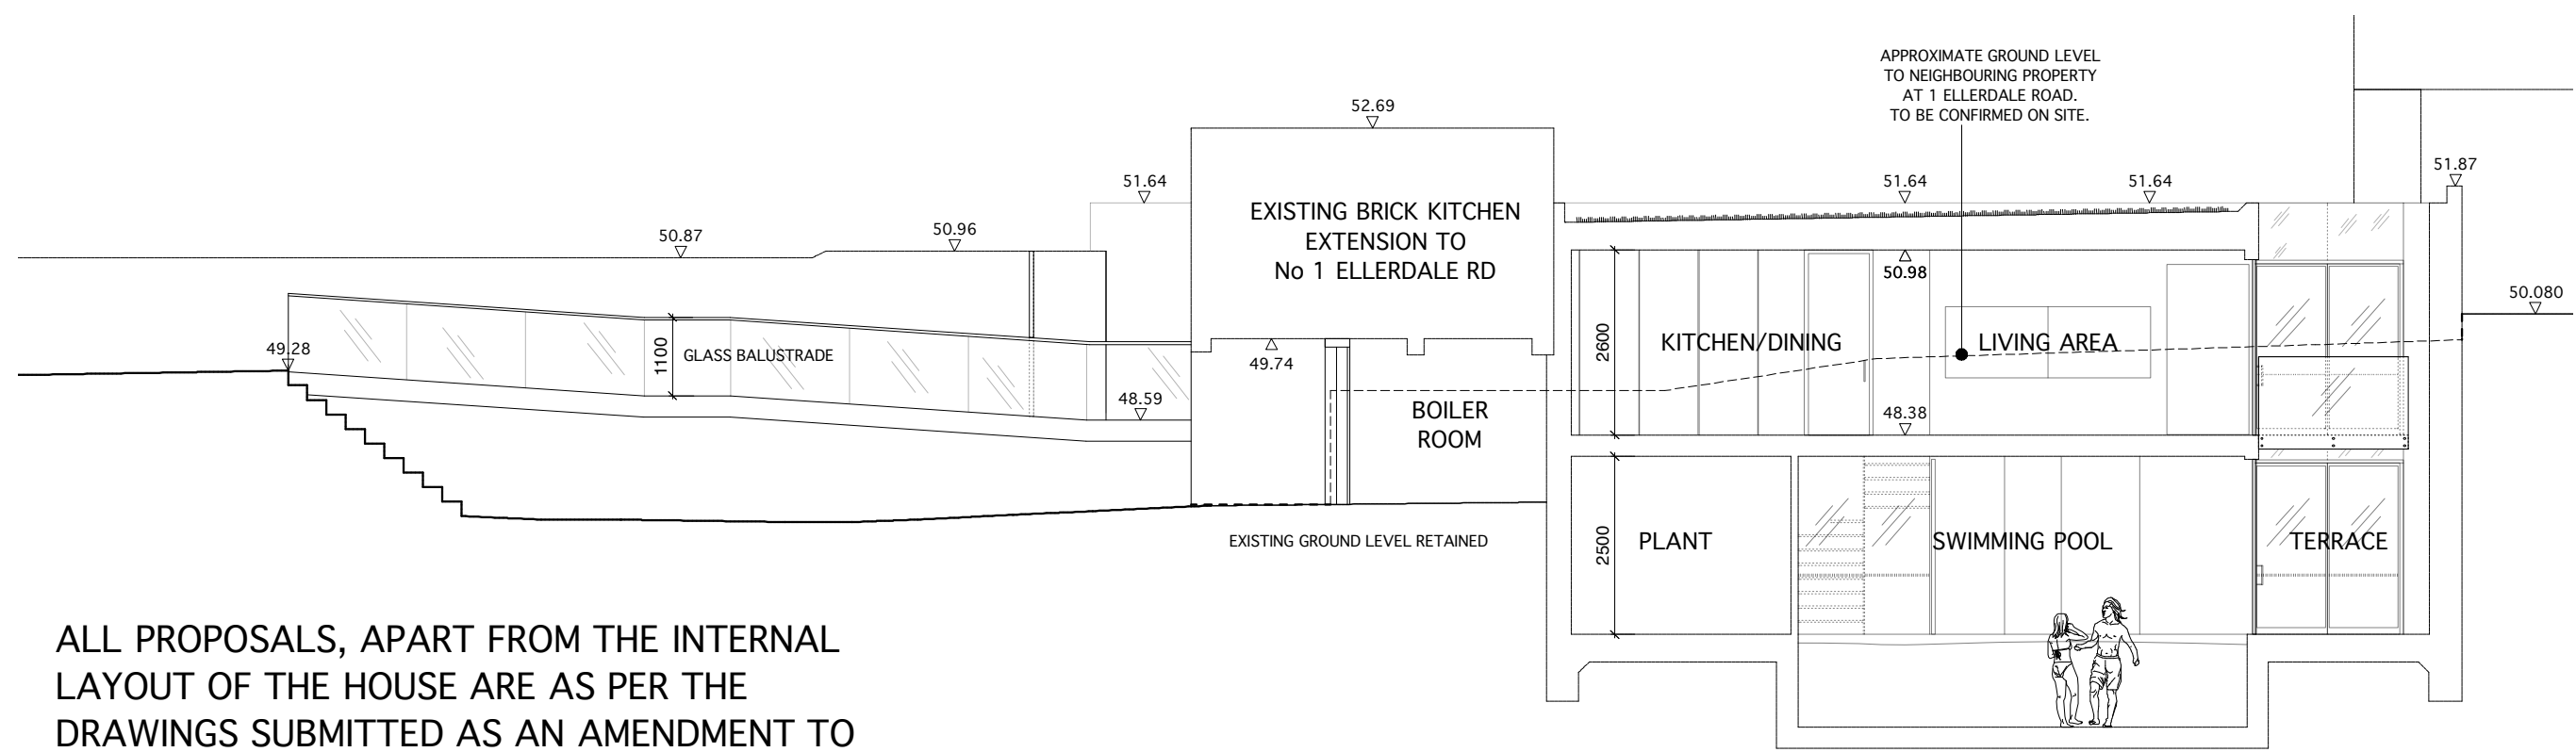 APPROXIMATE GROUND LEVEL
TO NEIGHBOURING PROPERTY
AT 1 ELLERDALE ROAD.
TO BE CONFIRMED ON SITE.
52.69
51.87
51.64
51.64
51.64
EXISTING BRICK KITCHEN
EXTENSION TO
No 1 ELLERDALE RD
50.87
50.96
50.98
50.080
49.28
1100
GLASS BALUSTRADE
49.74
2600
KITCHEN/DINING
LIVING AREA
48.59
BOILER
ROOM
48.38
EXISTING GROUND LEVEL RETAINED
2500
PLANT
SWIMMING POOL
TERRACE
ALL PROPOSALS, APART FROM THE INTERNAL
LAYOUT OF THE HOUSE ARE AS PER THE
DRAWINGS SUBMITTED AS AN AMENDMENT TO